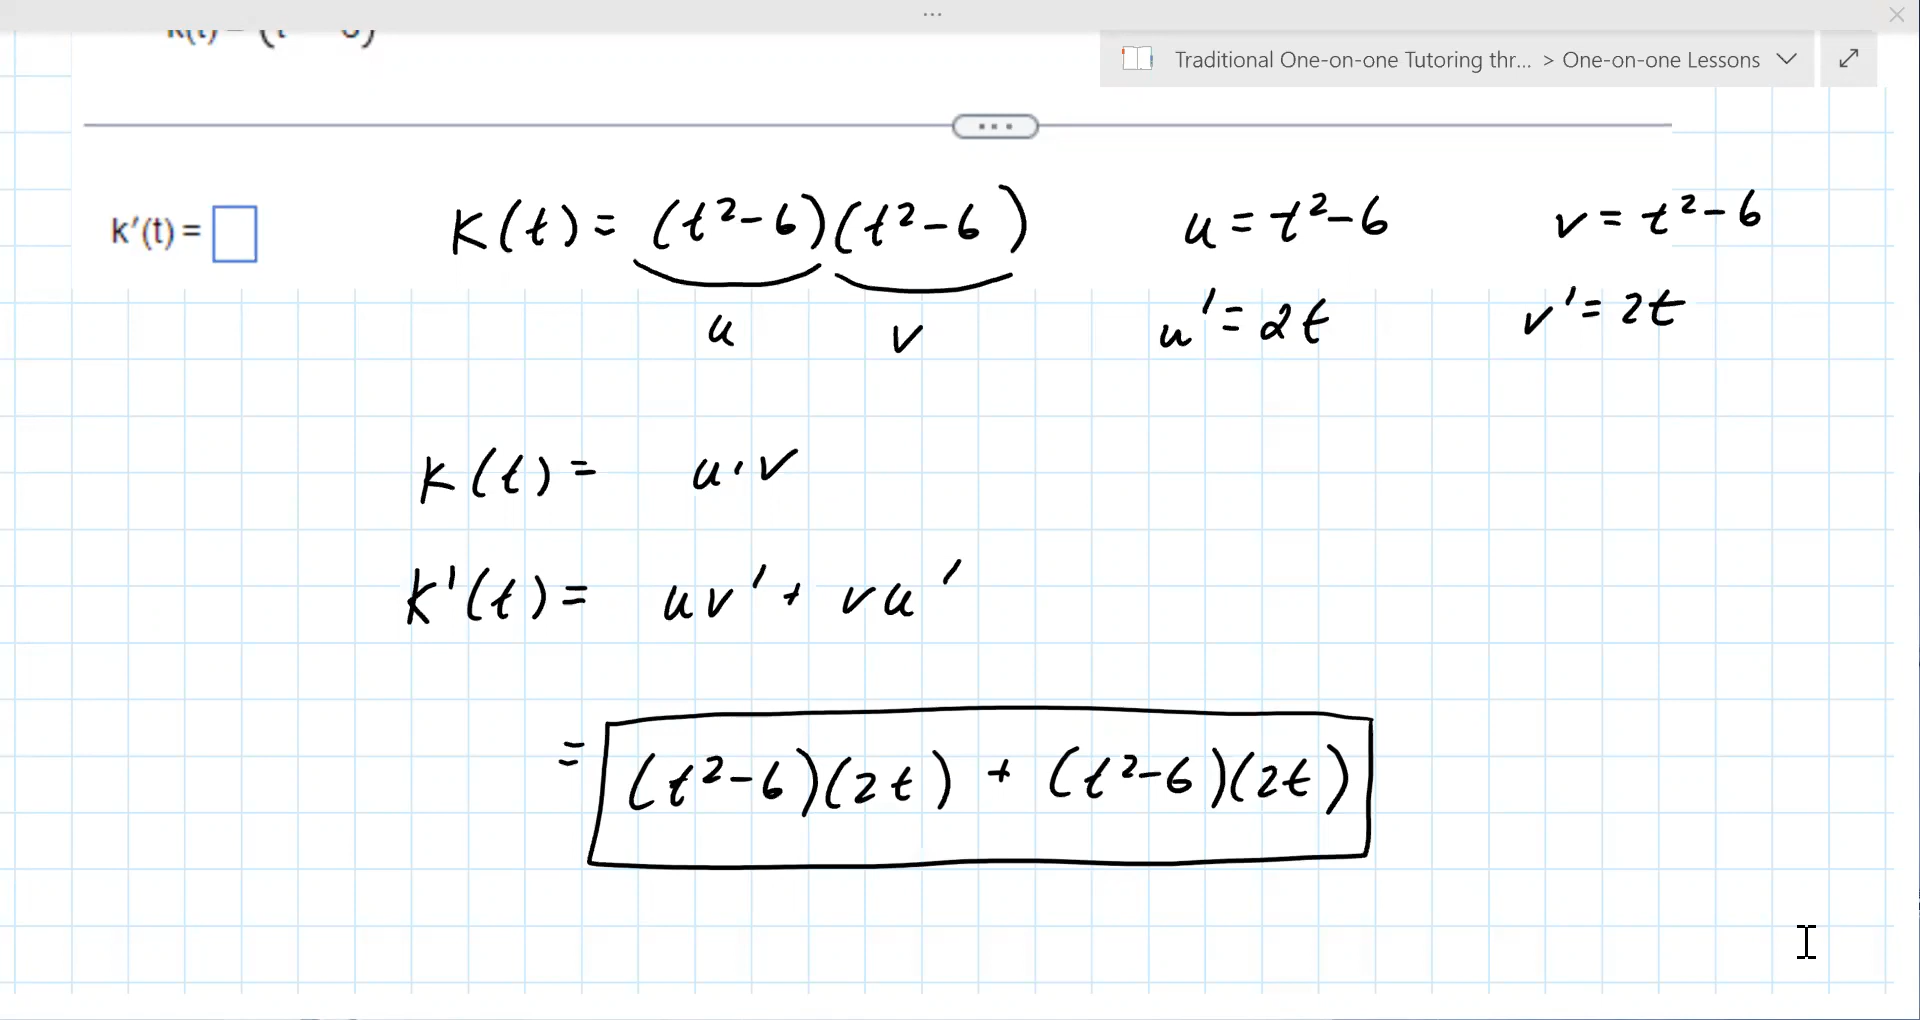 Traditional One-on-one Tutoring thr... > One-on-one Lessons
k′(t) =
K(t) = (t²-6)(t²-6)
u
v
u = t²-6
u' = 2t
v = t²-6
v' = 2t
K(t) = u·v
K'(t) = uv' + vu'
= (t²-6)(2t) + (t²-6)(2t)